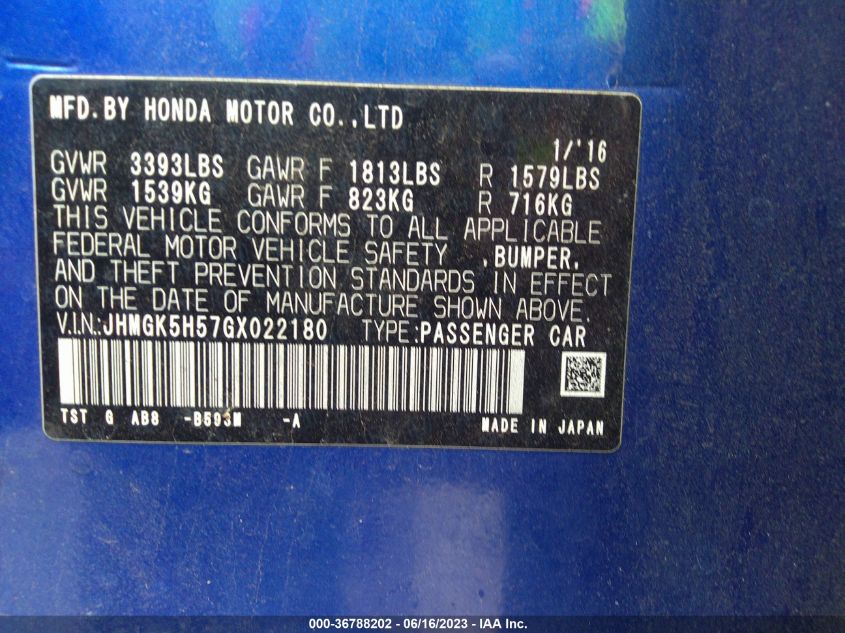 MFD.BY HONDA MOTOR CO.,LTD
1/'16
GVWR 3393LBS GAWR F 1813LBS R 1579LBS
GVWR 1539KG GAWR F 823KG R 716KG
THIS VEHICLE CONFORMS TO ALL APPLICABLE
FEDERAL MOTOR VEHICLE SAFETY ,BUMPER,
AND THEFT PREVENTION STANDARDS IN EFFECT
ON THE DATE OF MANUFACTURE SHOWN ABOVE.
V.I.N.:JHMGK5H57GX022180 TYPE:PASSENGER CAR
TST G AB8 -B593M -A MADE IN JAPAN
000-36788202 - 06/16/2023 - IAA Inc.